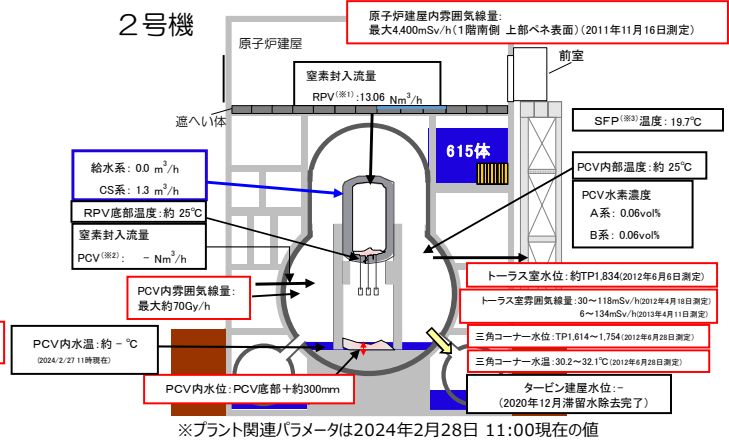 2号機
原子炉建屋内雰囲気線量:
最大4,400mSv/h(1階南側 上部ペネ表面)(2011年11月16日測定)
原子炉建屋
前室
窒素封入流量
RPV(※1):13.06 Nm³/h
遮へい体
SFP(※3)温度: 19.7℃
615体
給水系: 0.0 m³/h
CS系: 1.3 m³/h
PCV内部温度:約 25℃
PCV水素濃度
A系: 0.06vol%
B系: 0.06vol%
RPV底部温度:約 25℃
窒素封入流量
PCV(※2): － Nm³/h
トーラス室水位:約TP1,834(2012年6月6日測定)
PCV内雰囲気線量:
最大約70Gy/h
トーラス室雰囲気線量:30～118mSv/h(2012年4月18日測定)
6～134mSv/h(2013年4月11日測定)
三角コーナー水位:TP1,614～1,754(2012年6月28日測定)
PCV内水温:約－℃
(2024/2/27 11時現在)
三角コーナー水温:30.2～32.1℃(2012年6月28日測定)
PCV内水位:PCV底部＋約300mm
タービン建屋水位:－
(2020年12月滞留水除去完了)
※プラント関連パラメータは2024年2月28日 11:00現在の値